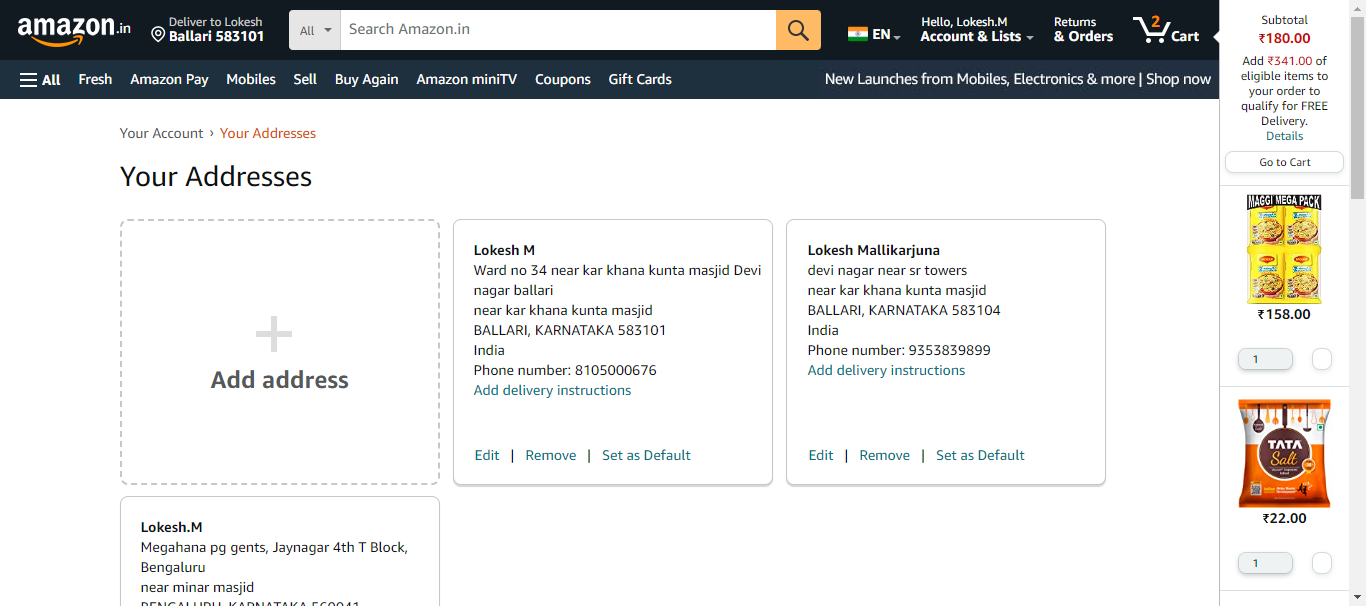 amazon.in
Deliver to Lokesh
Ballari 583101
All
Search Amazon.in
EN
Hello, Lokesh.M
Account & Lists
Returns
& Orders
2
Cart
All
Fresh
Amazon Pay
Mobiles
Sell
Buy Again
Amazon miniTV
Coupons
Gift Cards
New Launches from Mobiles, Electronics & more | Shop now
Your Account › Your Addresses
Your Addresses
Add address
Lokesh M
Ward no 34 near kar khana kunta masjid Devi
nagar ballari
near kar khana kunta masjid
BALLARI, KARNATAKA 583101
India
Phone number: 8105000676
Add delivery instructions
Edit | Remove | Set as Default
Lokesh Mallikarjuna
devi nagar near sr towers
near kar khana kunta masjid
BALLARI, KARNATAKA 583104
India
Phone number: 9353839899
Add delivery instructions
Edit | Remove | Set as Default
Lokesh.M
Megahana pg gents, Jaynagar 4th T Block,
Bengaluru
near minar masjid
BENGALURU, KARNATAKA 560041
Subtotal
₹180.00
Add ₹341.00 of
eligible items to
your order to
qualify for FREE
Delivery.
Details
Go to Cart
MAGGI MEGA PACK
₹158.00
1
TATA
Salt
₹22.00
1